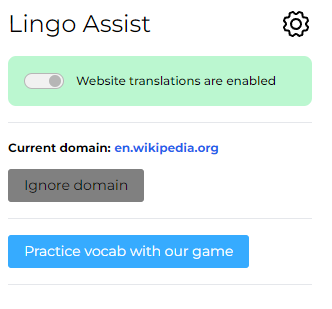 Lingo Assist
Website translations are enabled
Current domain: en.wikipedia.org
Ignore domain
Practice vocab with our game